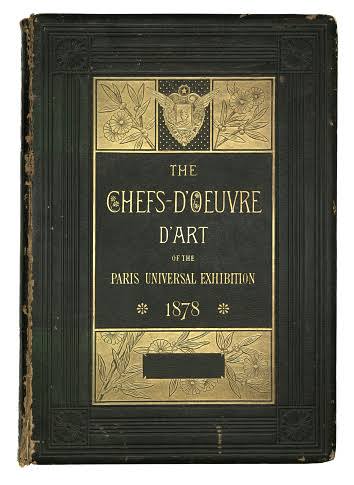 THE
CHEFS-D'OEUVRE
D'ART
OF THE
PARIS UNIVERSAL EXHIBITION
1878